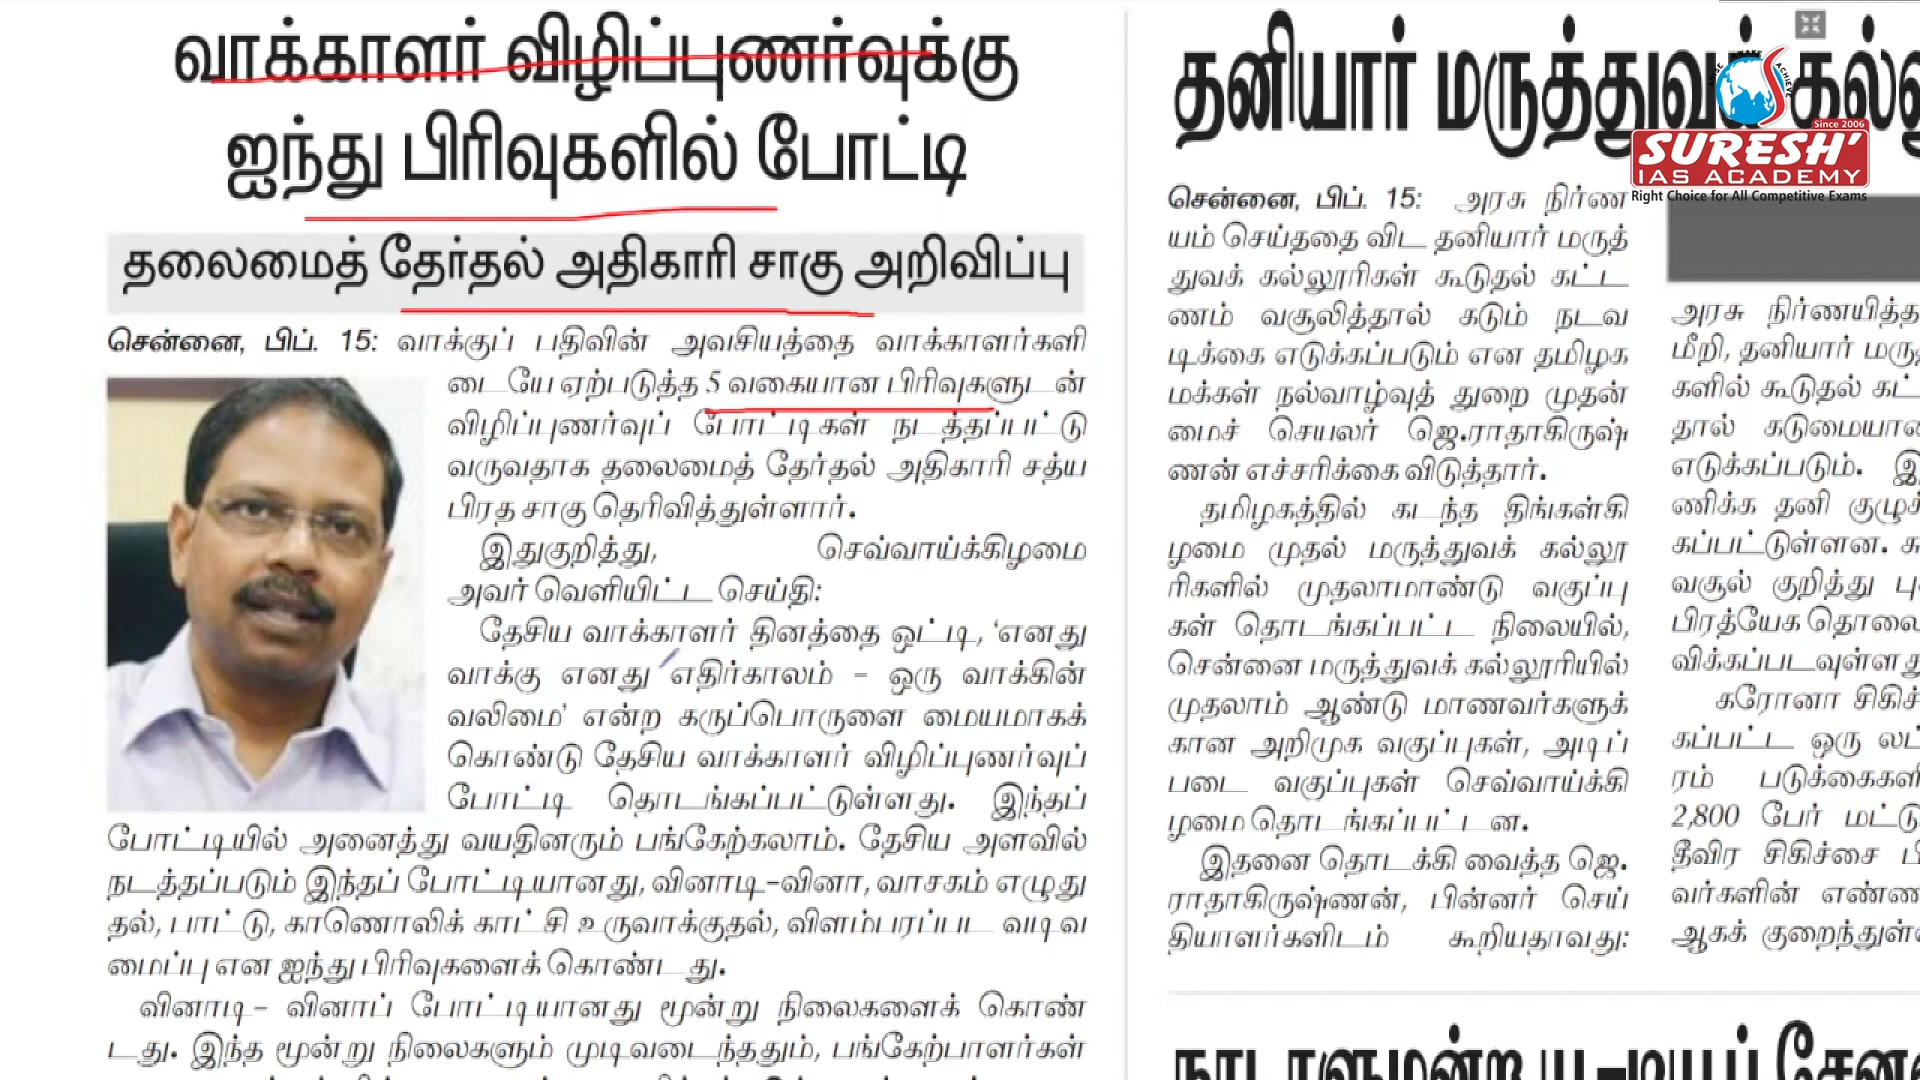 வாக்காளர் விழிப்புணர்வுக்கு
ஐந்து பிரிவுகளில் போட்டி
தலைமைத் தேர்தல் அதிகாரி சாகு அறிவிப்பு
சென்னை, பிப். 15: வாக்குப் பதிவின் அவசியத்தை வாக்காளர்களி
டையே ஏற்படுத்த 5 வகையான பிரிவுகளுடன்
விழிப்புணர்வுப் போட்டிகள் நடத்தப்பட்டு
வருவதாக தலைமைத் தேர்தல் அதிகாரி சத்ய
பிரத சாகு தெரிவித்துள்ளார்.
இதுகுறித்து, செவ்வாய்க்கிழமை
அவர் வெளியிட்ட செய்தி:
தேசிய வாக்காளர் தினத்தை ஒட்டி, 'எனது
வாக்கு எனது எதிர்காலம் - ஒரு வாக்கின்
வலிமை' என்ற கருப்பொருளை மையமாகக்
கொண்டு தேசிய வாக்காளர் விழிப்புணர்வுப்
போட்டி தொடங்கப்பட்டுள்ளது. இந்தப்
போட்டியில் அனைத்து வயதினரும் பங்கேற்கலாம். தேசிய அளவில்
நடத்தப்படும் இந்தப் போட்டியானது, வினாடி-வினா, வாசகம் எழுது
தல், பாட்டு, காணொலிக் காட்சி உருவாக்குதல், விளம்பரப்பட வடிவ
மைப்பு என ஐந்து பிரிவுகளைக் கொண்டது.
வினாடி- வினாப் போட்டியானது மூன்று நிலைகளைக் கொண்
டது. இந்த மூன்று நிலைகளும் முடிவடைந்ததும், பங்கேற்பாளர்கள்
தனியார் மருத்துவக் கல்லூ
சென்னை, பிப். 15: அரசு நிர்ண
யம் செய்ததை விட தனியார் மருத்
துவக் கல்லூரிகள் கூடுதல் கட்ட
ணம் வசூலித்தால் கடும் நடவ
டிக்கை எடுக்கப்படும் என தமிழக
மக்கள் நல்வாழ்வுத் துறை முதன்
மைச் செயலர் ஜெ.ராதாகிருஷ்
ணன் எச்சரிக்கை விடுத்தார்.
தமிழகத்தில் கடந்த திங்கள்கி
ழமை முதல் மருத்துவக் கல்லூ
ரிகளில் முதலாமாண்டு வகுப்பு
கள் தொடங்கப்பட்ட நிலையில்,
சென்னை மருத்துவக் கல்லூரியில்
முதலாம் ஆண்டு மாணவர்களுக்
கான அறிமுக வகுப்புகள், அடிப்
படை வகுப்புகள் செவ்வாய்க்கி
ழமை தொடங்கப்பட்டன.
இதனை தொடக்கி வைத்த ஜெ.
ராதாகிருஷ்ணன், பின்னர் செய்
தியாளர்களிடம் கூறியதாவது:
அரசு நிர்ணயித்த
மீறி, தனியார் மருத்
களில் கூடுதல் கட்
தால் கடுமையான
எடுக்கப்படும். இ
ணிக்க தனி குழுக்
கப்பட்டுள்ளன. க
வசூல் குறித்து பு
பிரத்யேக தொலை
விக்கப்படவுள்ளது
கரோனா சிகிச்
கப்பட்ட ஒரு லட்
ரம் படுக்கைகளி
2,800 பேர் மட்டு
தீவிர சிகிச்சை பி
வர்களின் எண்ண
ஆகக் குறைந்துள்
ACHIEVE
Since 2006
SURESH'
IAS ACADEMY
Right Choice for All Competitive Exams